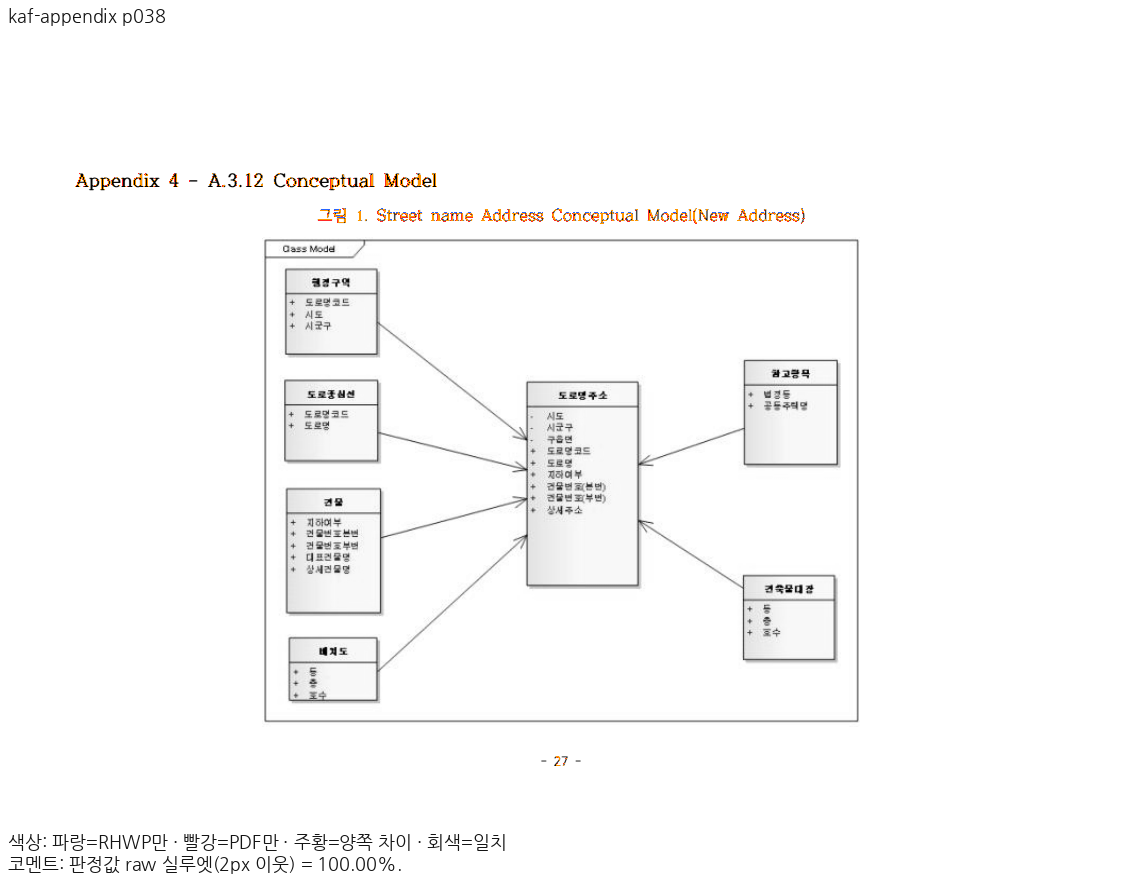 kaf-appendix p038
Appendix 4 - A.3.12 Conceptual Model
그림 1. Street name Address Conceptual Model(New Address)
Class Model
행정구역
+ 도로명코드
+ 시도
+ 시군구
도로중심선
+ 도로명코드
+ 도로명
건물
+ 지하여부
+ 건물번호본번
+ 건물번호부번
+ 대표건물명
+ 상세건물명
배치도
+ 동
+ 층
+ 호수
도로명주소
- 시도
- 시군구
- 구읍면
+ 도로명코드
+ 도로명
+ 지하여부
+ 건물번호(본번)
+ 건물번호(부번)
+ 상세주소
참고항목
+ 법정동
+ 공동주택명
건축물대장
+ 동
+ 층
+ 호수
- 27 -
색상: 파랑=RHWP만 · 빨강=PDF만 · 주황=양쪽 차이 · 회색=일치
코멘트: 판정값 raw 실루엣(2px 이웃) = 100.00%.